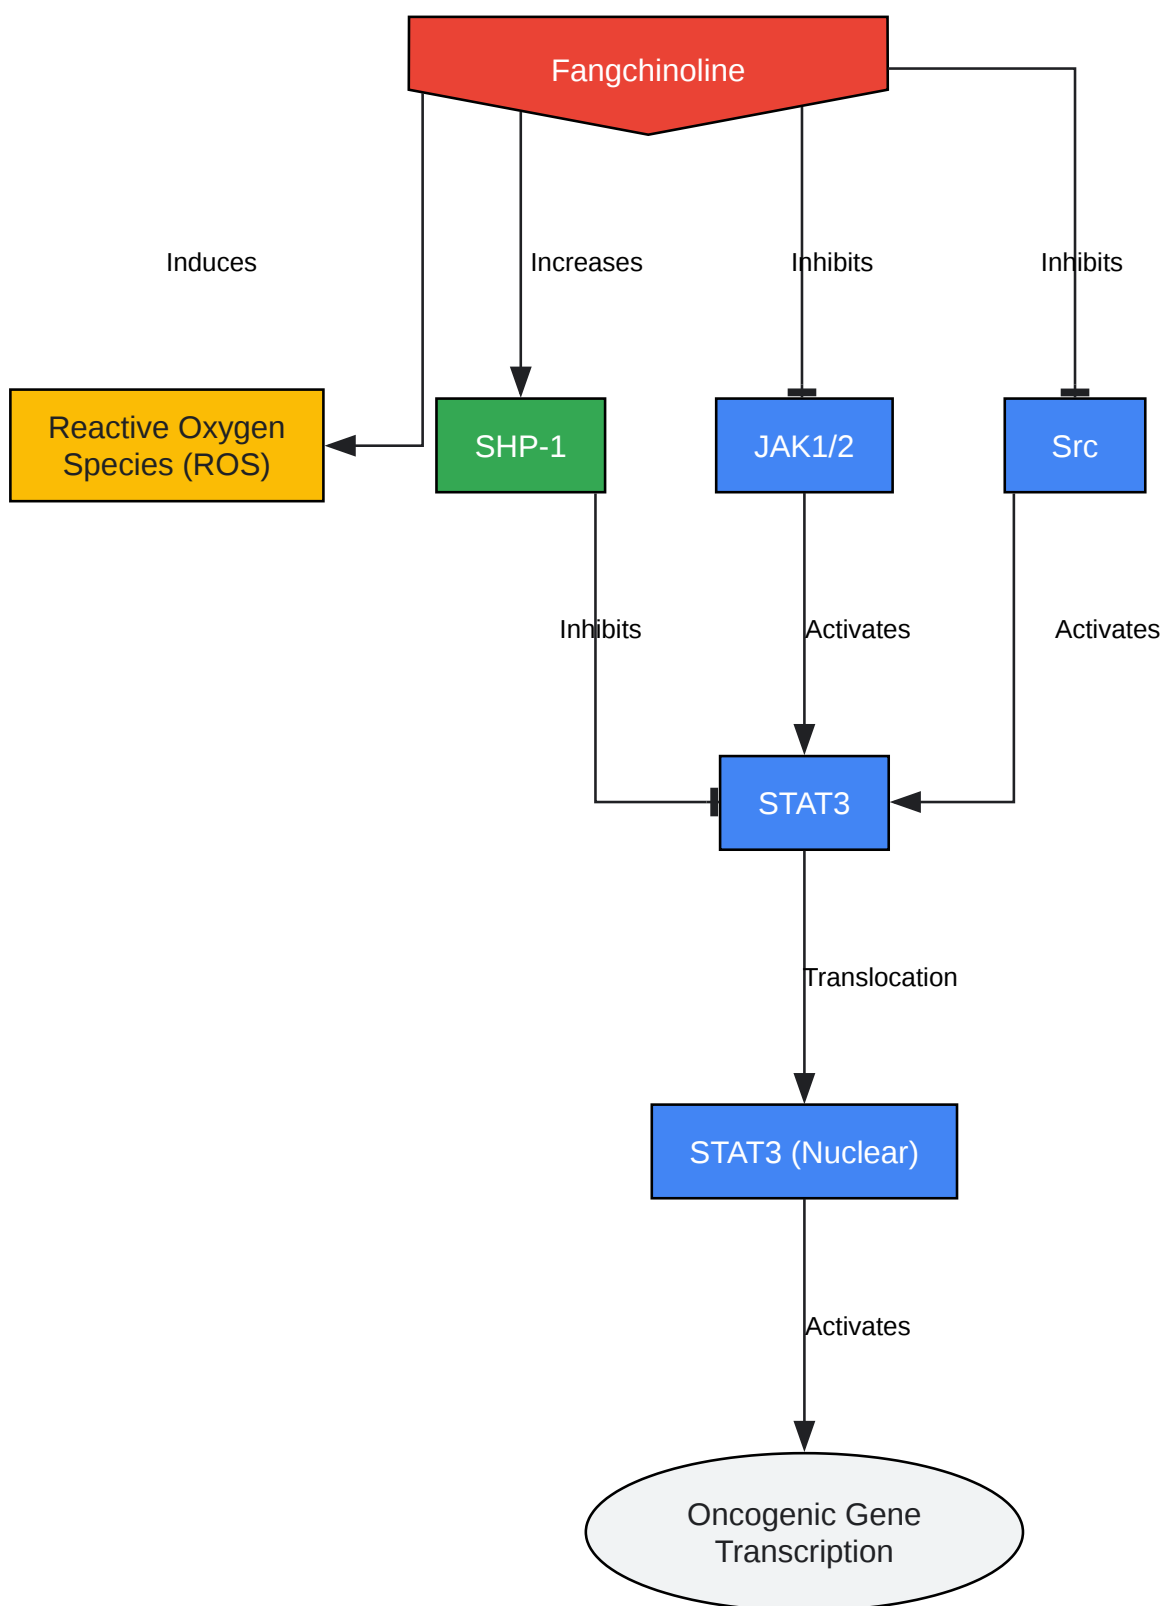 Fangchinoline
Induces
Increases
Inhibits
Inhibits
Reactive Oxygen
Species (ROS)
SHP-1
JAK1/2
Src
Inhibits
Activates
Activates
STAT3
Translocation
STAT3 (Nuclear)
Activates
Oncogenic Gene
Transcription